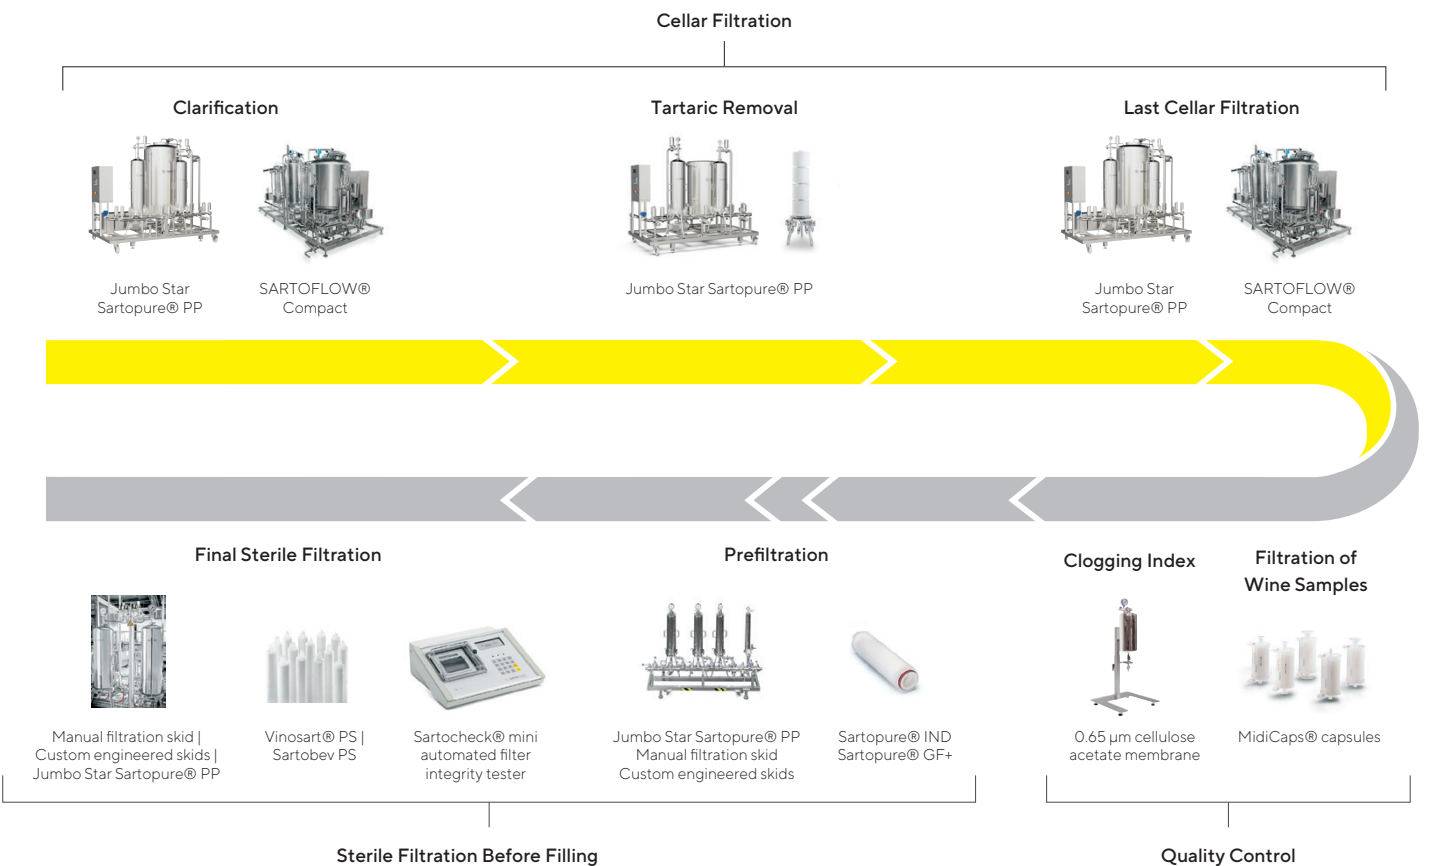 Cellar Filtration
Clarification
Tartaric Removal
Last Cellar Filtration
Jumbo Star
Sartopure® PP
SARTOFLOW®
Compact
Jumbo Star Sartopure® PP
Jumbo Star
Sartopure® PP
SARTOFLOW®
Compact
Final Sterile Filtration
Prefiltration
Clogging Index
Filtration of
Wine Samples
Manual filtration skid |
Custom engineered skids |
Jumbo Star Sartopure® PP
Vinosart® PS |
Sartobev PS
Sartocheck® mini
automated filter
integrity tester
Jumbo Star Sartopure® PP
Manual filtration skid
Custom engineered skids
Sartopure® IND
Sartopure® GF+
0.65 µm cellulose
acetate membrane
MidiCaps® capsules
Sterile Filtration Before Filling
Quality Control